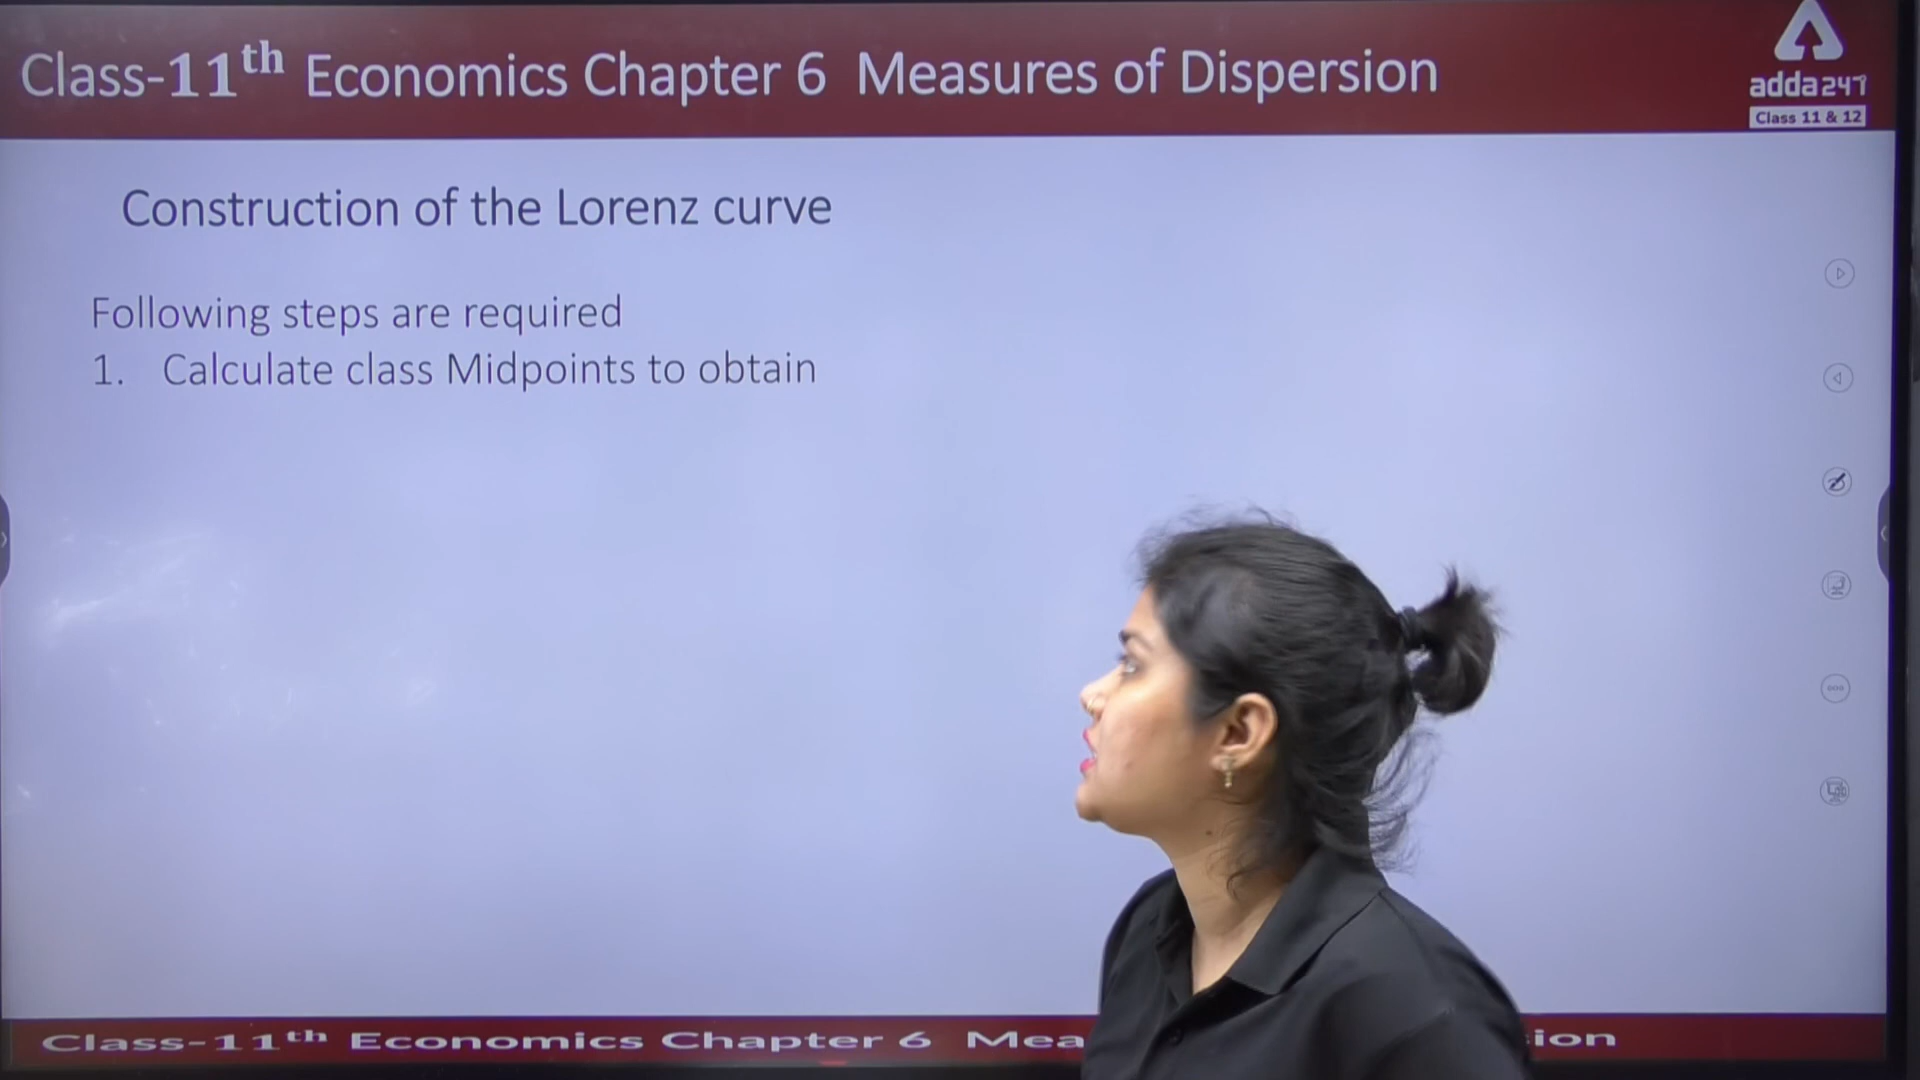 Class-11th Economics Chapter 6 Measures of Dispersion
adda247
Class 11 & 12
Construction of the Lorenz curve
Following steps are required
1. Calculate class Midpoints to obtain
Class-11th Economics Chapter 6 Mea ion